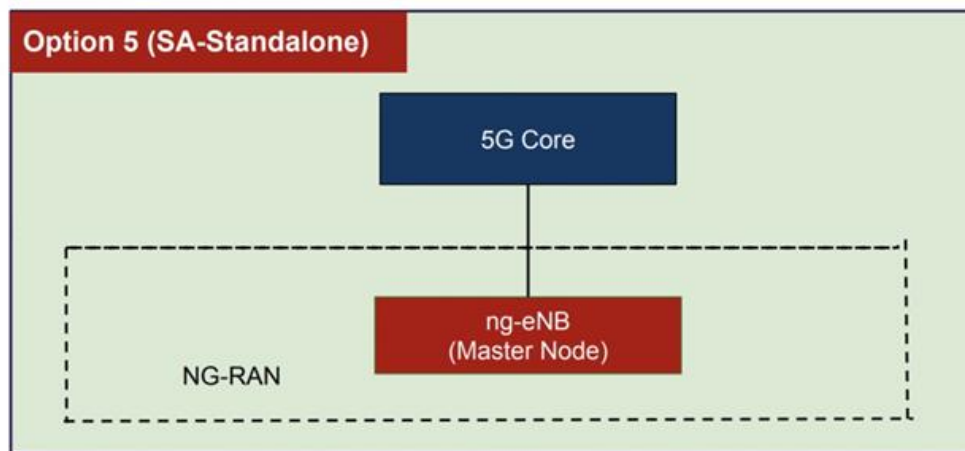 Option 5 (SA-Standalone)
5G Core
ng-eNB
(Master Node)
NG-RAN